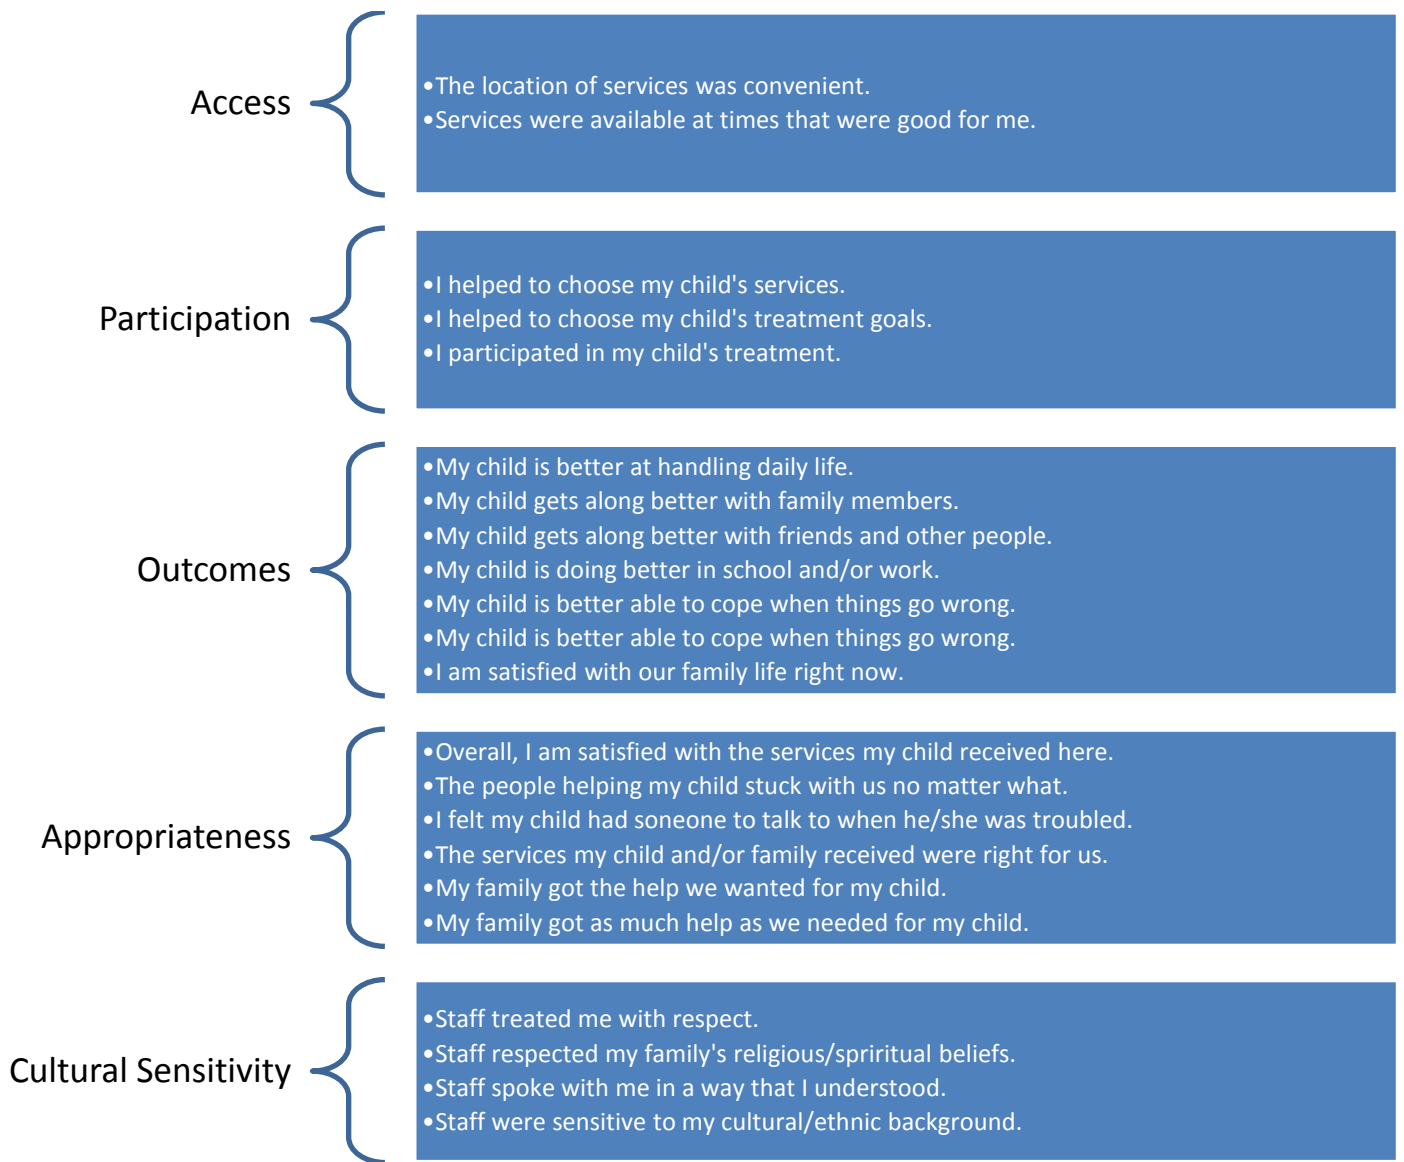 Access
•The location of services was convenient.
•Services were available at times that were good for me.
Participation
•I helped to choose my child's services.
•I helped to choose my child's treatment goals.
•I participated in my child's treatment.
Outcomes
•My child is better at handling daily life.
•My child gets along better with family members.
•My child gets along better with friends and other people.
•My child is doing better in school and/or work.
•My child is better able to cope when things go wrong.
•My child is better able to cope when things go wrong.
•I am satisfied with our family life right now.
Appropriateness
•Overall, I am satisfied with the services my child received here.
•The people helping my child stuck with us no matter what.
•I felt my child had soneone to talk to when he/she was troubled.
•The services my child and/or family received were right for us.
•My family got the help we wanted for my child.
•My family got as much help as we needed for my child.
Cultural Sensitivity
•Staff treated me with respect.
•Staff respected my family's religious/spriritual beliefs.
•Staff spoke with me in a way that I understood.
•Staff were sensitive to my cultural/ethnic background.